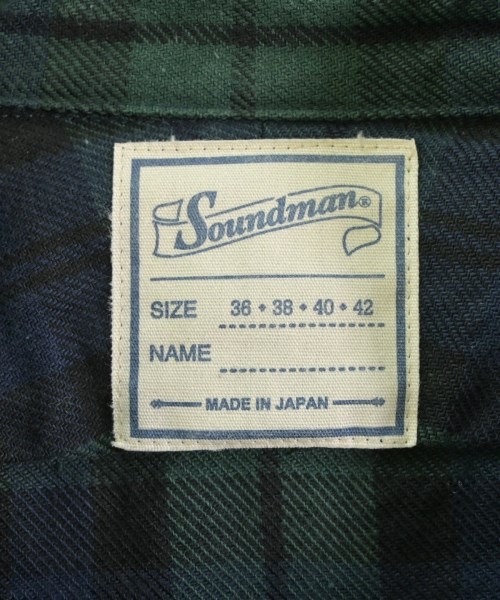 Soundman®
SIZE 36 • 38 • 40 • 42
NAME
MADE IN JAPAN